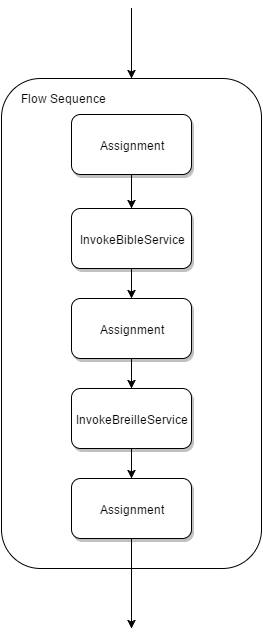 Flow Sequence
Assignment
InvokeBibleService
Assignment
InvokeBreilleService
Assignment